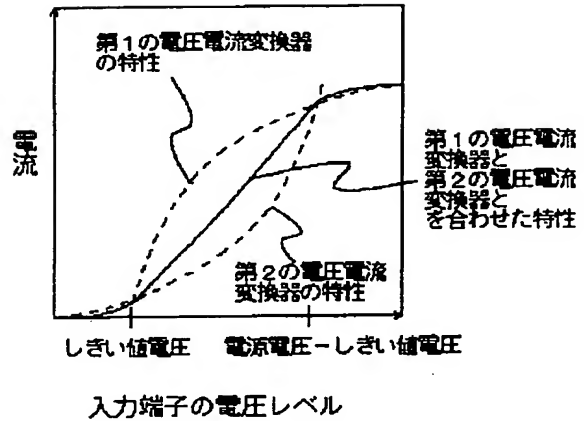 第1の電圧電流変換器
の特性
電流
第1の電圧電流
変換器と
第2の電圧電流
変換器と
を合わせた特性
第2の電圧電流
変換器の特性
しきい値電圧
電源電圧－しきい値電圧
入力端子の電圧レベル